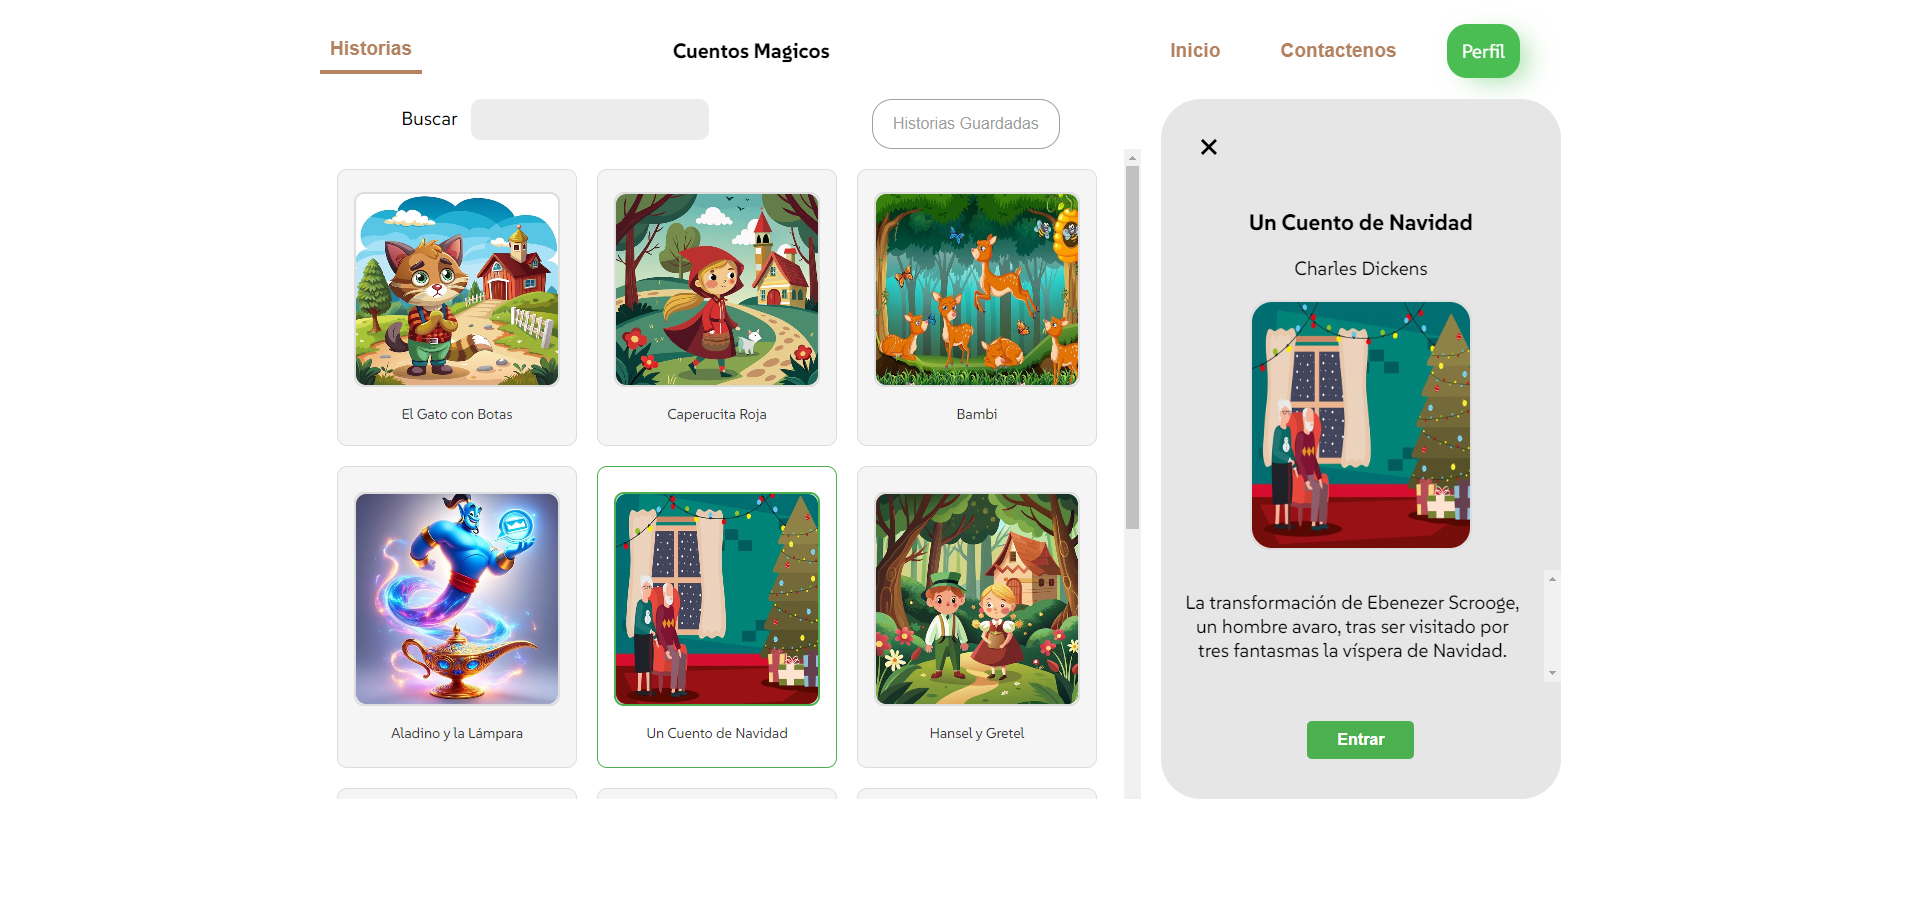 Historias
Cuentos Magicos
Inicio
Contactenos
Perfil
Buscar
Historias Guardadas
El Gato con Botas
Caperucita Roja
Bambi
Aladino y la Lámpara
Un Cuento de Navidad
Hansel y Gretel
Un Cuento de Navidad
Charles Dickens
La transformación de Ebenezer Scrooge,
un hombre avaro, tras ser visitado por
tres fantasmas la víspera de Navidad.
Entrar